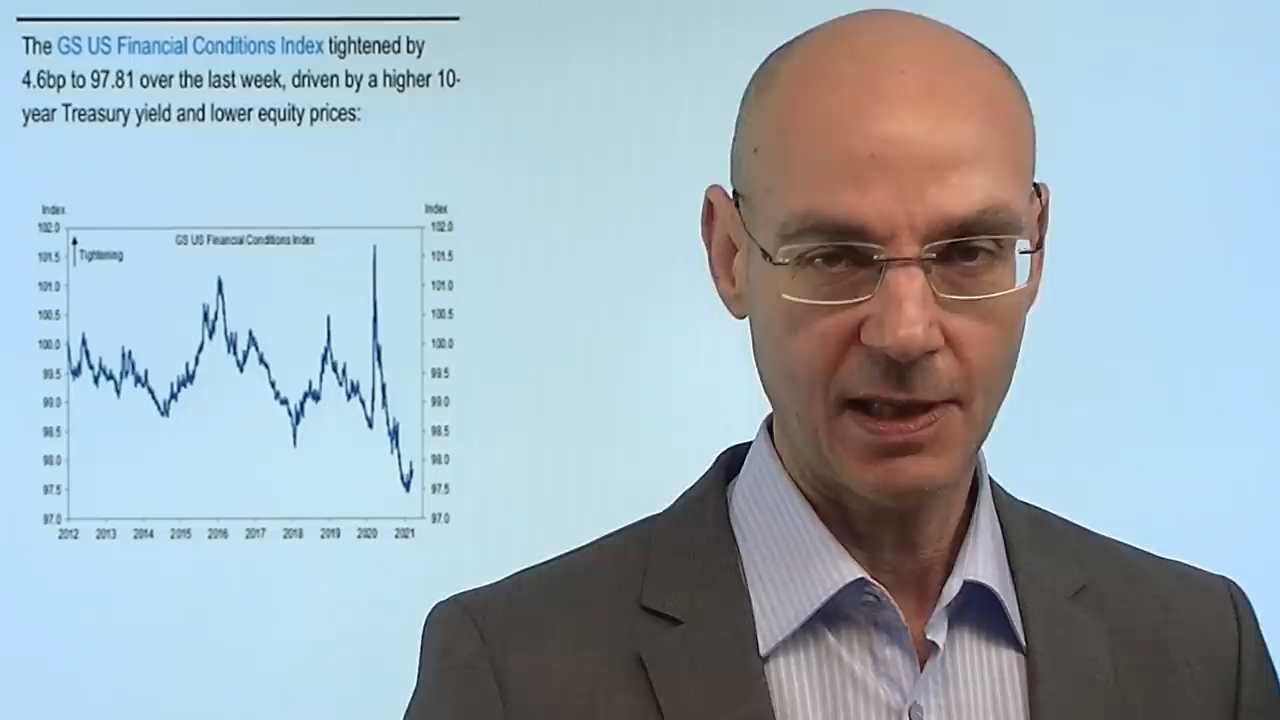 The GS US Financial Conditions Index tightened by
4.6bp to 97.81 over the last week, driven by a higher 10-
year Treasury yield and lower equity prices:
Index Index
102.0 GS US Financial Conditions Index 102.0
101.5 Tightening 101.5
101.0 101.0
100.5 100.5
100.0 100.0
99.5 99.5
99.0 99.0
98.5 98.5
98.0 98.0
97.5 97.5
97.0 97.0
2012 2013 2014 2015 2016 2017 2018 2019 2020 2021